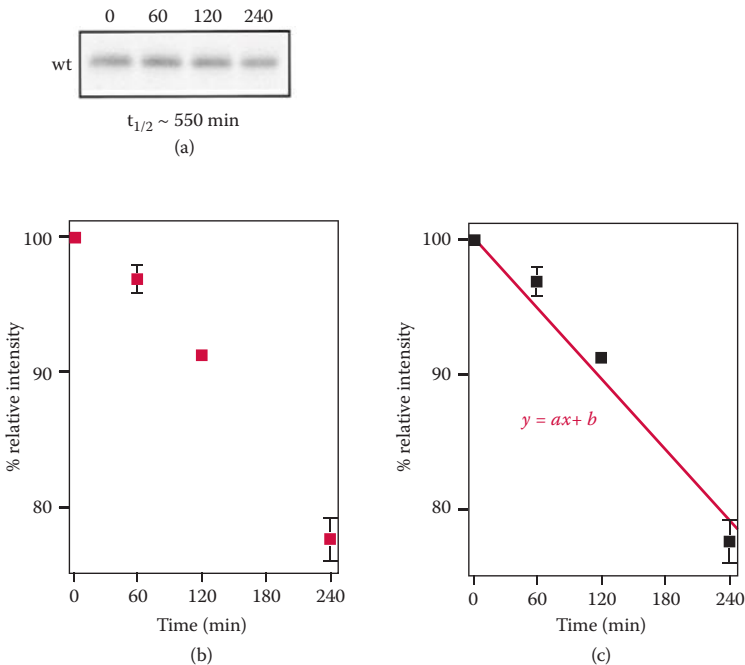 0 60 120 240
wt
t1/2 ~ 550 min
(a)
100
90
80
% relative intensity
0 60 120 180 240
Time (min)
(b)
100
90
80
% relative intensity
y = ax+ b
0 60 120 180 240
Time (min)
(c)